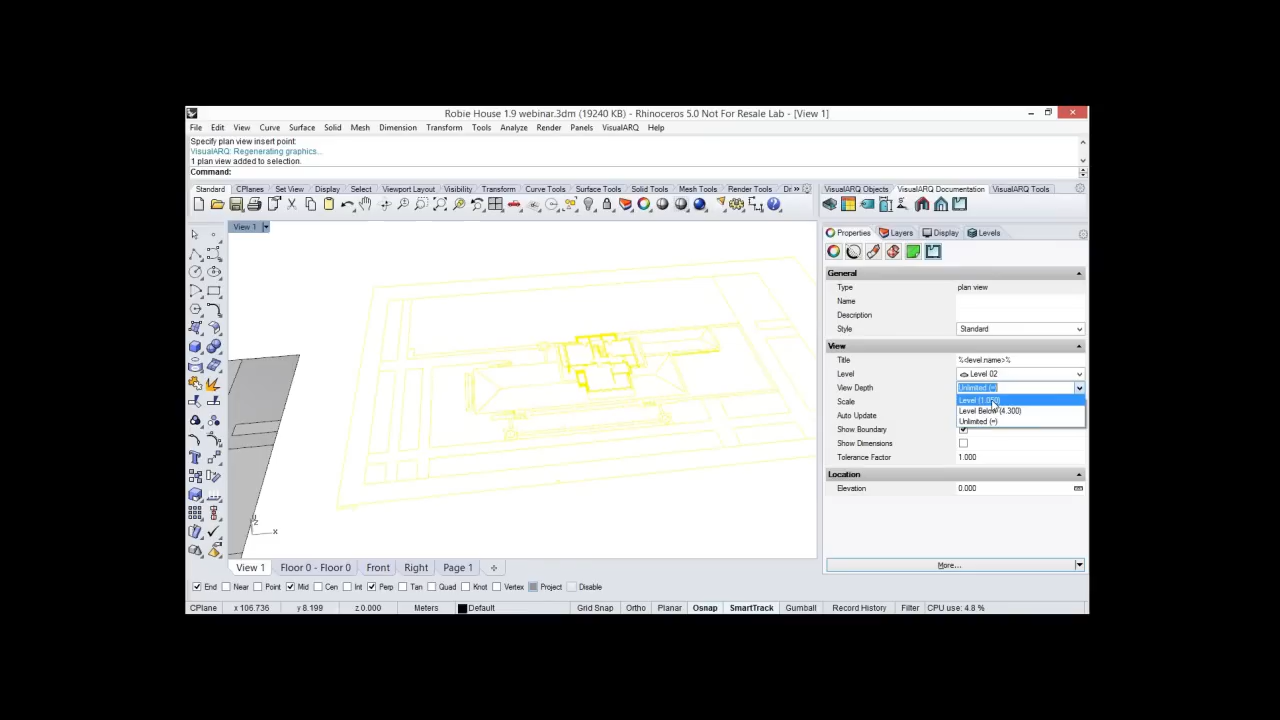 Robie House 1.9 webinar.3dm (19240 KB) - Rhinoceros 5.0 Not For Resale Lab - [View 1]
File Edit View Curve Surface Solid Mesh Dimension Transform Tools Analyze Render Panels VisualARQ Help
Specify plan view insert point:
VisualARQ: Regenerating graphics...
1 plan view added to selection.
Command:
Standard CPlanes Set View Display Select Viewport Layout Visibility Transform Curve Tools Surface Tools Solid Tools Mesh Tools Render Tools Dr »
VisualARQ Objects VisualARQ Documentation VisualARQ Tools
View 1
Properties Layers Display Levels
General
Type plan view
Name
Description
Style Standard
View
Title %<level.name>%
Level Level 02
View Depth Unlimited (∞)
Scale Level
Auto Update Level Below (4.300)
Unlimited (∞)
Show Boundary
Show Dimensions
Tolerance Factor 1.000
Location
Elevation 0.000
More...
z
x
View 1 Floor 0 - Floor 0 Front Right Page 1
End Near Point Mid Cen Int Perp Tan Quad Knot Vertex Project Disable
CPlane x 106.736 y 8.199 z 0.000 Meters Default Grid Snap Ortho Planar Osnap SmartTrack Gumball Record History Filter CPU use: 4.8 %